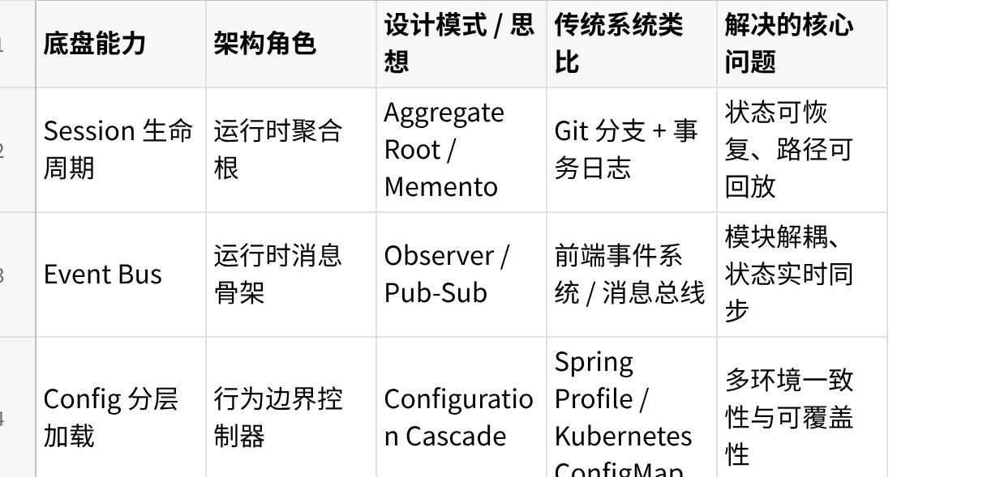 1
底盘能力
架构角色
设计模式 / 思
想
传统系统类
比
解决的核心
问题
2
Session 生命
周期
运行时聚合
根
Aggregate
Root /
Memento
Git 分支 + 事
务日志
状态可恢
复、路径可
回放
3
Event Bus
运行时消息
骨架
Observer /
Pub-Sub
前端事件系
统 / 消息总线
模块解耦、
状态实时同
步
4
Config 分层
加载
行为边界控
制器
Configuratio
n Cascade
Spring
Profile /
Kubernetes
ConfigMap
多环境一致
性与可覆盖
性